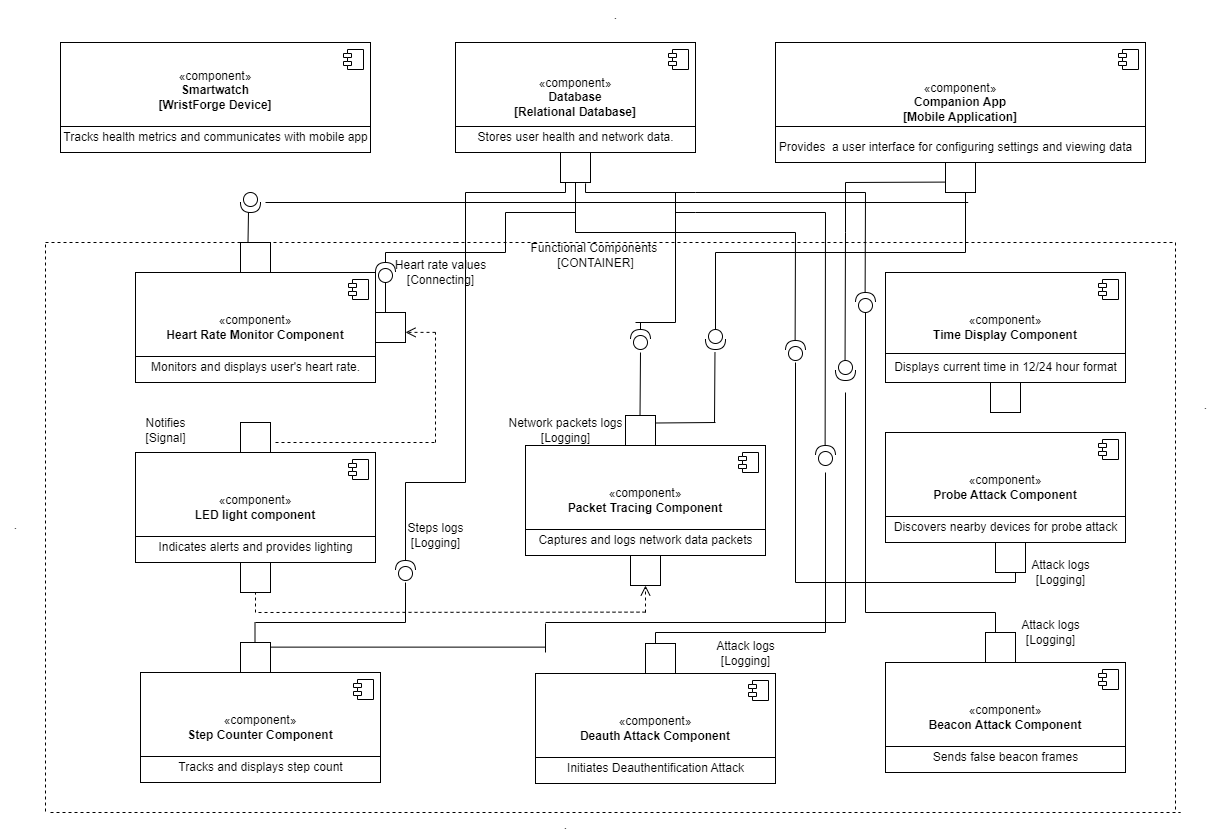 «component»
Smartwatch
[WristForge Device]
Tracks health metrics and communicates with mobile app
«component»
Database
[Relational Database]
Stores user health and network data.
«component»
Companion App
[Mobile Application]
Provides  a user interface for configuring settings and viewing data
Functional Components
[CONTAINER]
Heart rate values
[Connecting]
«component»
Heart Rate Monitor Component
Monitors and displays user's heart rate.
«component»
Time Display Component
Displays current time in 12/24 hour format
Notifies
[Signal]
Network packets logs
[Logging]
«component»
LED light component
Indicates alerts and provides lighting
«component»
Packet Tracing Component
Captures and logs network data packets
«component»
Probe Attack Component
Discovers nearby devices for probe attack
Steps logs
[Logging]
Attack logs
[Logging]
Attack logs
[Logging]
Attack logs
[Logging]
«component»
Step Counter Component
Tracks and displays step count
«component»
Deauth Attack Component
Initiates Deauthentification Attack
«component»
Beacon Attack Component
Sends false beacon frames